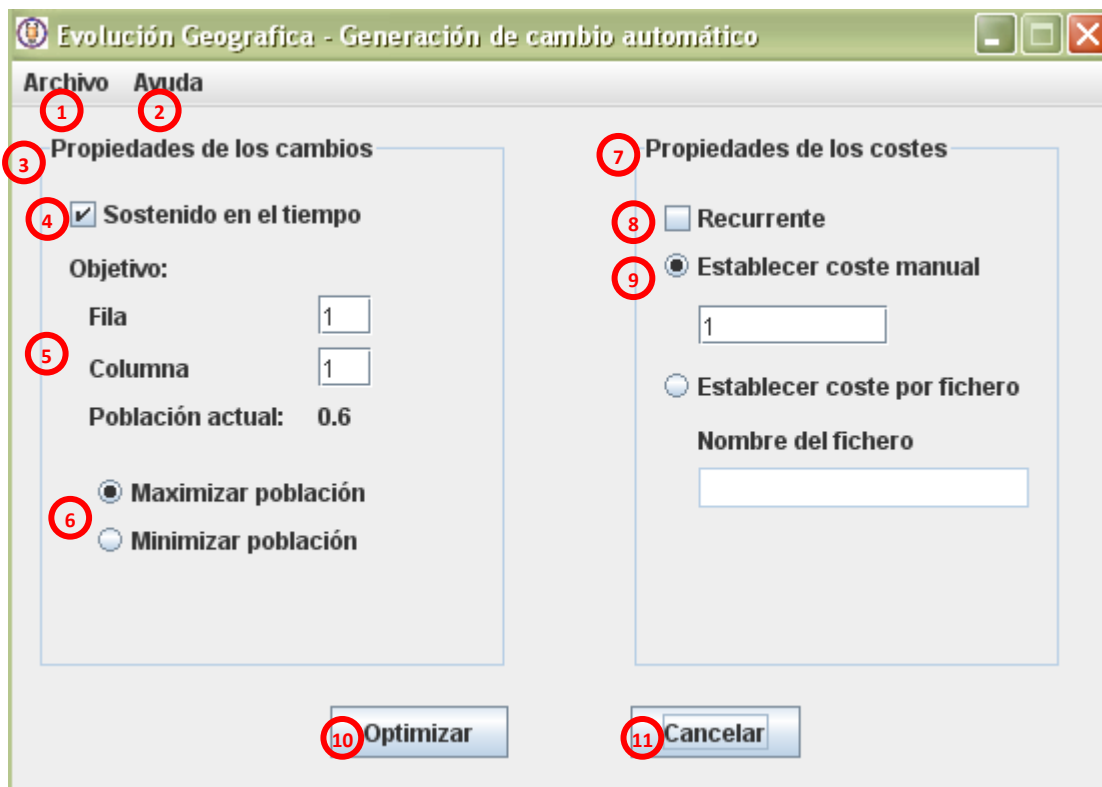 Evolución Geografica - Generación de cambio automático
Archivo Ayuda
1 2
3 Propiedades de los cambios
4 Sostenido en el tiempo
Objetivo:
Fila 1
5
Columna 1
Población actual: 0.6
Maximizar población
6
Minimizar población
7 Propiedades de los costes
8 Recurrente
9 Establecer coste manual
1
Establecer coste por fichero
Nombre del fichero
10 Optimizar
11 Cancelar